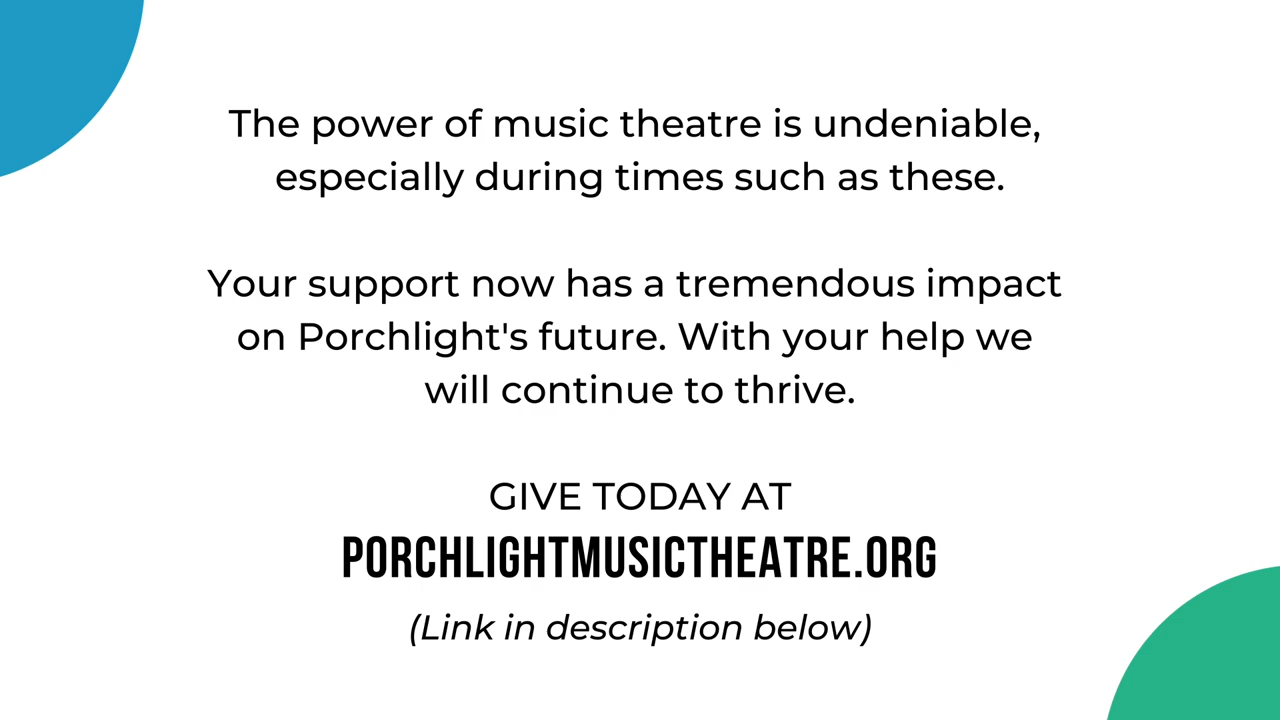 The power of music theatre is undeniable,
especially during times such as these.
Your support now has a tremendous impact
on Porchlight's future. With your help we
will continue to thrive.
GIVE TODAY AT
PORCHLIGHTMUSICTHEATRE.ORG
(Link in description below)